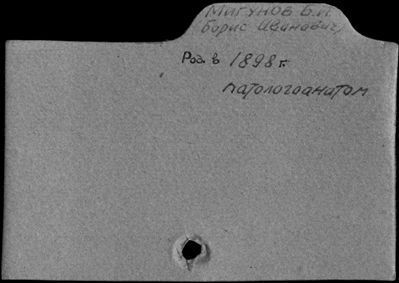 Мигунов Б.И.
Борис Иванович
Род. в 1898 г.
патологоанатом